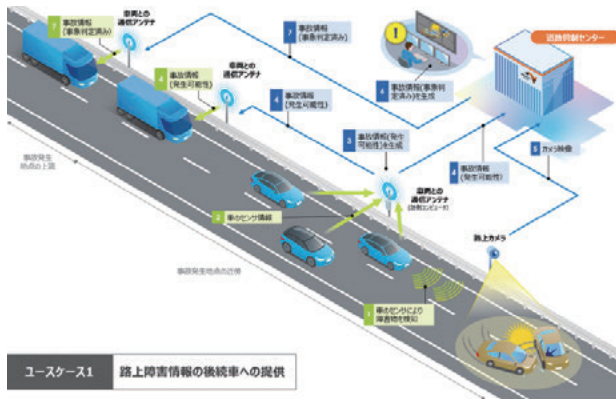 7
事故情報
(事象判定済み)
車両との
通信アンテナ
4
事故情報
(発生可能性)
車両との
通信アンテナ
7
事故情報
(事象判定済み)
4
事故情報
(発生可能性)
6
事故情報(事象判定済み)を生成
3
事故情報(発生
可能性)を生成
4
事故情報
(発生可能性)
5
カメラ映像
道路管制センター
車両との
通信アンテナ
路上カメラ
2
車のセンサ情報
1
車のセンサにより
障害物を検知
事故発生
地点の上流
事故発生地点の近傍
ユースケース1
路上障害情報の後続車への提供